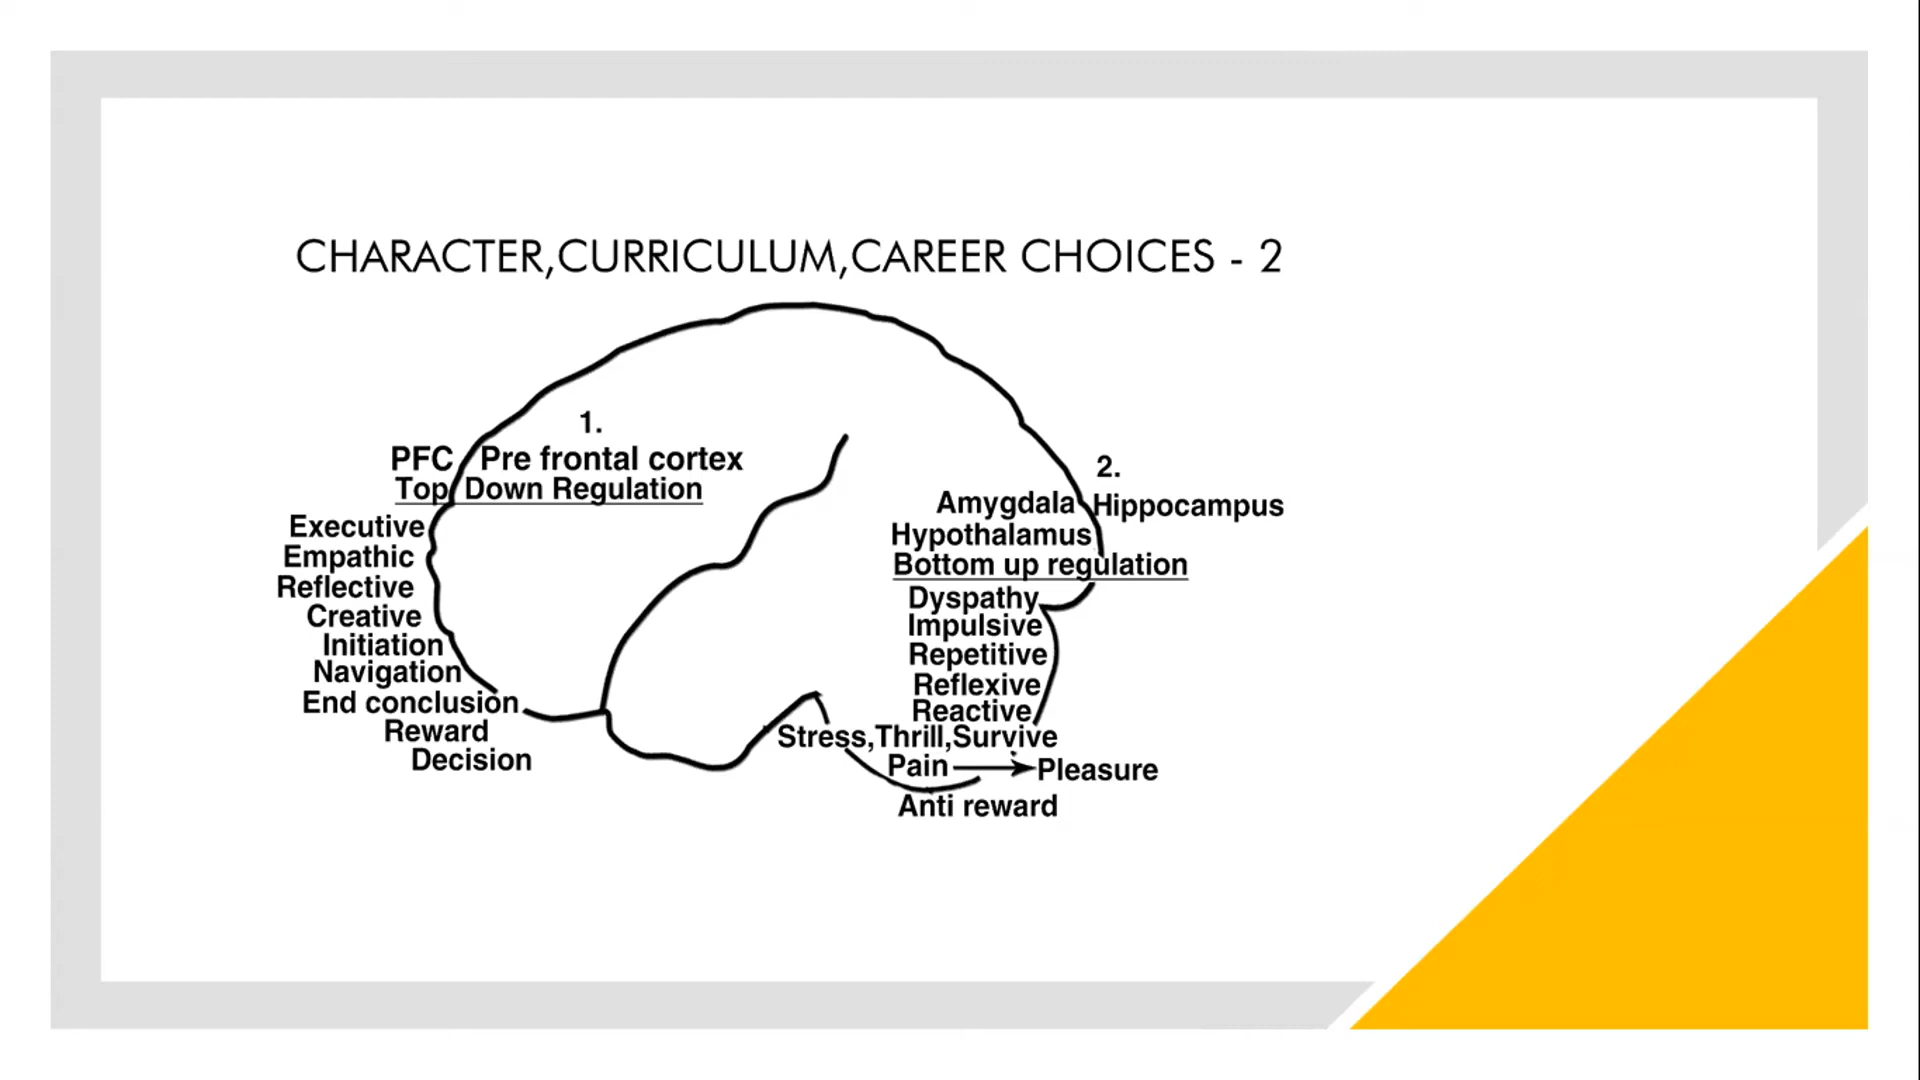 CHARACTER,CURRICULUM,CAREER CHOICES - 2
1.
PFC Pre frontal cortex
Top Down Regulation
Executive
Empathic
Reflective
Creative
Initiation
Navigation
End conclusion
Reward
Decision
2.
Amygdala Hippocampus
Hypothalamus
Bottom up regulation
Dyspathy
Impulsive
Repetitive
Reflexive
Reactive
Stress,Thrill,Survive
Pain Pleasure
Anti reward